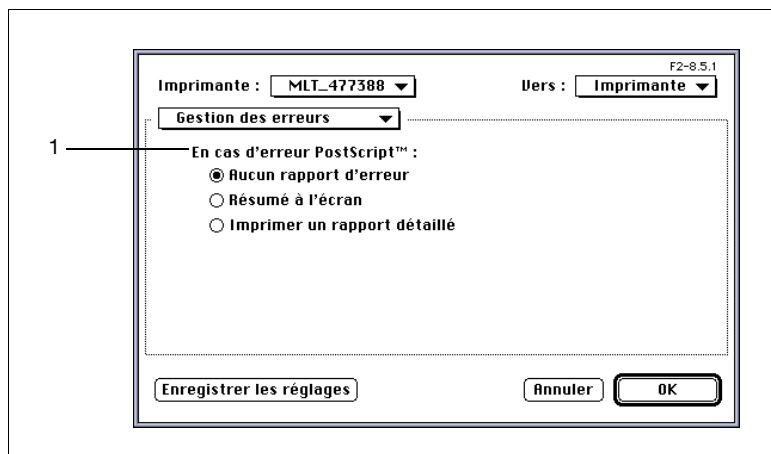 F2-8.5.1
Imprimante : MLT_477388 Vers : Imprimante
Gestion des erreurs
1 En cas d'erreur PostScript™ :
Aucun rapport d'erreur
Résumé à l'écran
Imprimer un rapport détaillé
Enregistrer les réglages Annuler OK